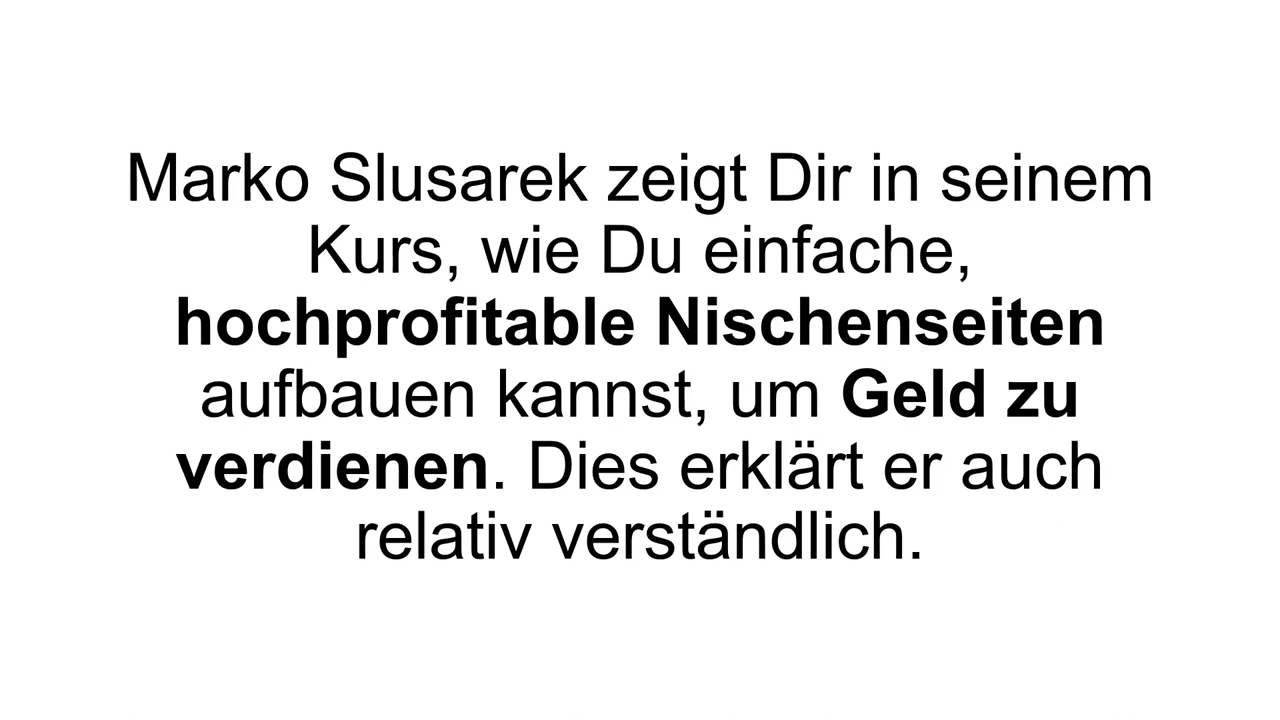 Marko Slusarek zeigt Dir in seinem
Kurs, wie Du einfache,
hochprofitable Nischenseiten
aufbauen kannst, um Geld zu
verdienen. Dies erklärt er auch
relativ verständlich.